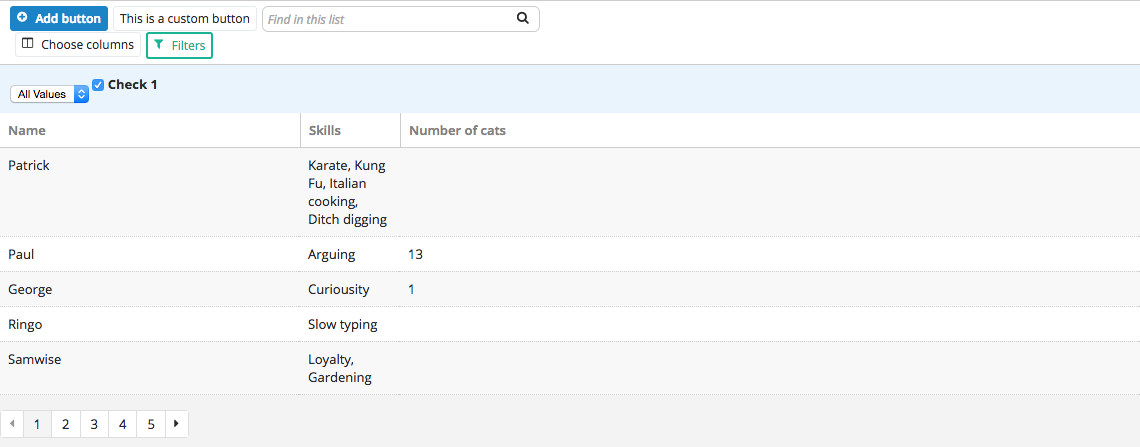 Add button This is a custom button Find in this list
Choose columns Filters
All Values Check 1
Name Skills Number of cats
Patrick Karate, Kung
Fu, Italian
cooking,
Ditch digging
Paul Arguing 13
George Curiousity 1
Ringo Slow typing
Samwise Loyalty,
Gardening
1 2 3 4 5